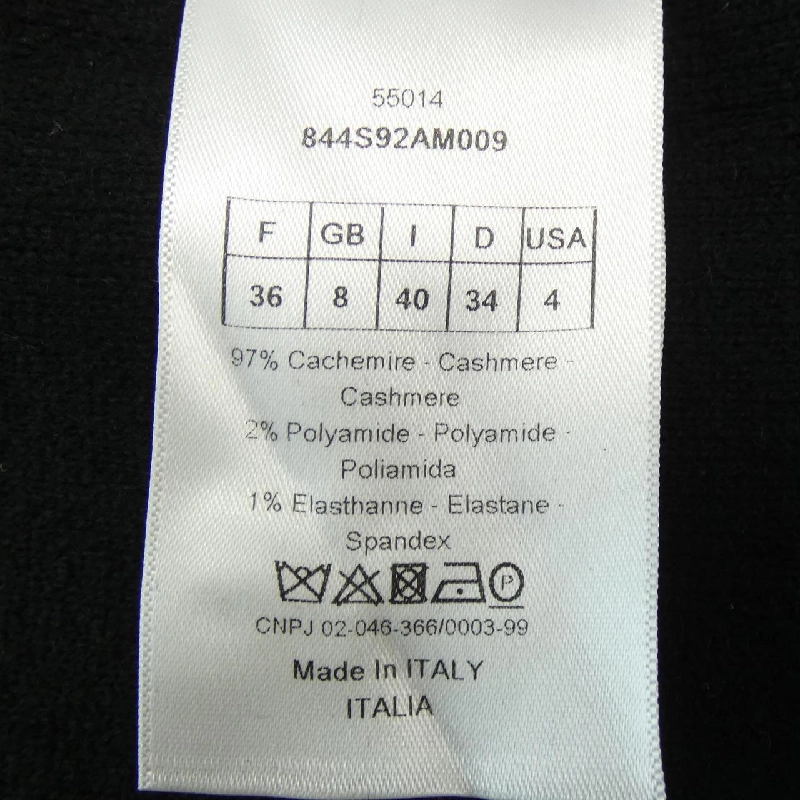 55014
844S92AM009
F GB I D USA
36 8 40 34 4
97% Cachemire - Cashmere -
Cashmere
2% Polyamide - Polyamide -
Poliamida
1% Elasthanne - Elastane -
Spandex
P
CNPJ 02-046-366/0003-99
Made In ITALY
ITALIA